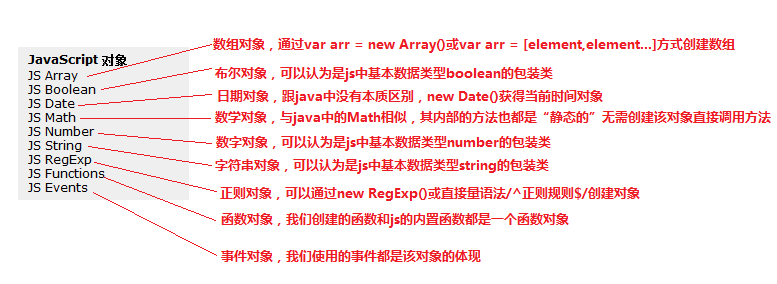 JavaScript 对象
JS Array
JS Boolean
JS Date
JS Math
JS Number
JS String
JS RegExp
JS Functions
JS Events
数组对象，通过var arr = new Array()或var arr = [element,element...]方式创建数组
布尔对象，可以认为是js中基本数据类型boolean的包装类
日期对象，跟java中没有本质区别，new Date()获得当前时间对象
数学对象，与java中的Math相似，其内部的方法也都是“静态的”无需创建该对象直接调用方法
数字对象，可以认为是js中基本数据类型number的包装类
字符串对象，可以认为是js中基本数据类型string的包装类
正则对象，可以通过new RegExp()或直接量语法/^正则规则$/创建对象
函数对象，我们创建的函数和js的内置函数都是一个函数对象
事件对象，我们使用的事件都是该对象的体现